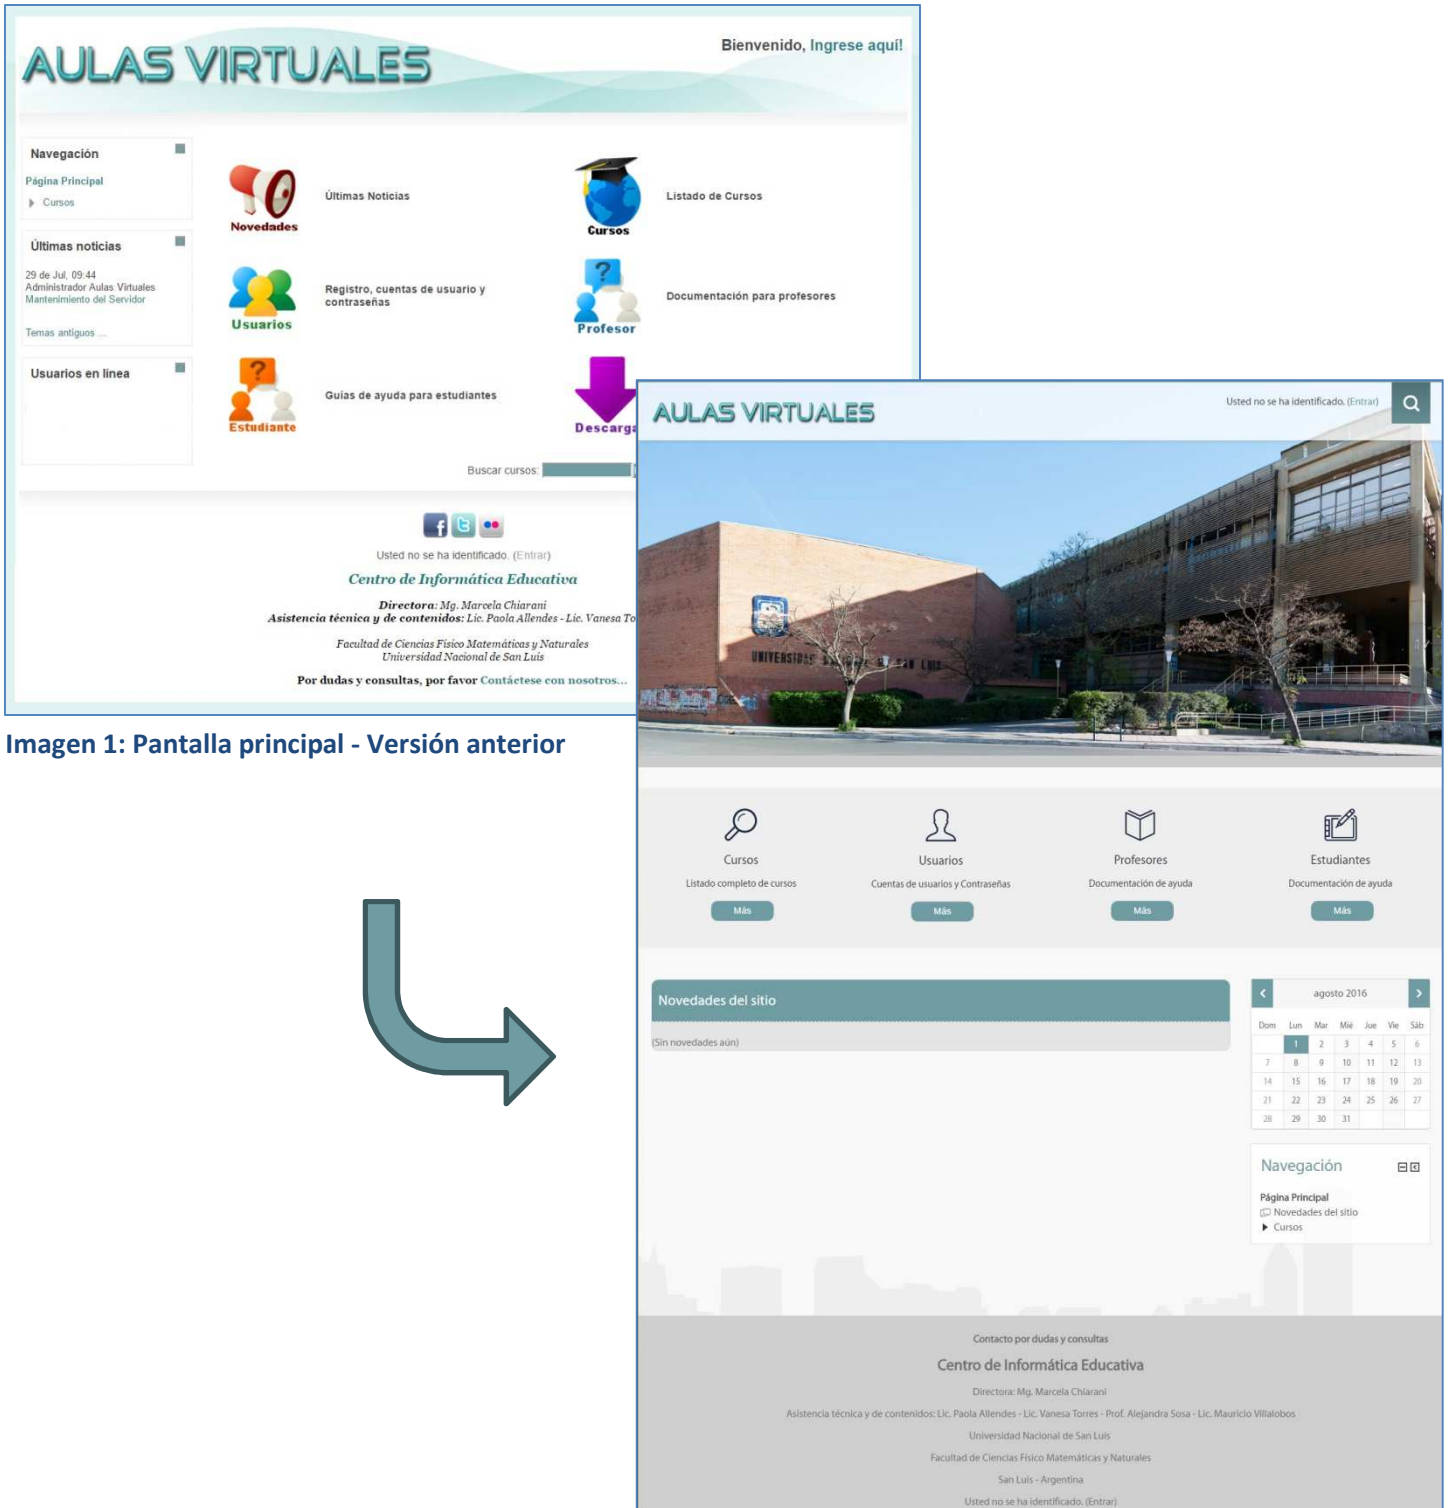 AULAS VIRTUALES
Bienvenido, Ingrese aquí!
Navegación
Página Principal
Cursos
Últimas noticias
29 de Jul, 09:44
Administrador Aulas Virtuales
Mantenimiento del Servidor
Temas antiguos ...
Usuarios en línea
Novedades
Últimas Noticias
Cursos
Listado de Cursos
Usuarios
Registro, cuentas de usuario y
contraseñas
Profesor
Documentación para profesores
Estudiante
Guías de ayuda para estudiantes
Descarga
Buscar cursos:
Usted no se ha identificado. (Entrar)
Centro de Informática Educativa
Directora: Mg. Marcela Chiarani
Asistencia técnica y de contenidos: Lic. Paola Allendes - Lic. Vanesa To
Facultad de Ciencias Físico Matemáticas y Naturales
Universidad Nacional de San Luis
Por dudas y consultas, por favor Contáctese con nosotros...
Imagen 1: Pantalla principal - Versión anterior
AULAS VIRTUALES
Usted no se ha identificado. (Entrar)
UNIVERSIDAD NACIONAL DE SAN LUIS
Cursos
Listado completo de cursos
Más
Usuarios
Cuentas de usuarios y Contraseñas
Más
Profesores
Documentación de ayuda
Más
Estudiantes
Documentación de ayuda
Más
Novedades del sitio
(Sin novedades aún)
agosto 2016
Dom Lun Mar Mié Jue Vie Sáb
1 2 3 4 5 6
7 8 9 10 11 12 13
14 15 16 17 18 19 20
21 22 23 24 25 26 27
28 29 30 31
Navegación
Página Principal
Novedades del sitio
Cursos
Contacto por dudas y consultas
Centro de Informática Educativa
Directora: Mg. Marcela Chiarani
Asistencia técnica y de contenidos: Lic. Paola Allendes - Lic. Vanesa Torres - Prof. Alejandra Sosa - Lic. Mauricio Villalobos
Universidad Nacional de San Luis
Facultad de Ciencias Físico Matemáticas y Naturales
San Luis - Argentina
Usted no se ha identificado. (Entrar)